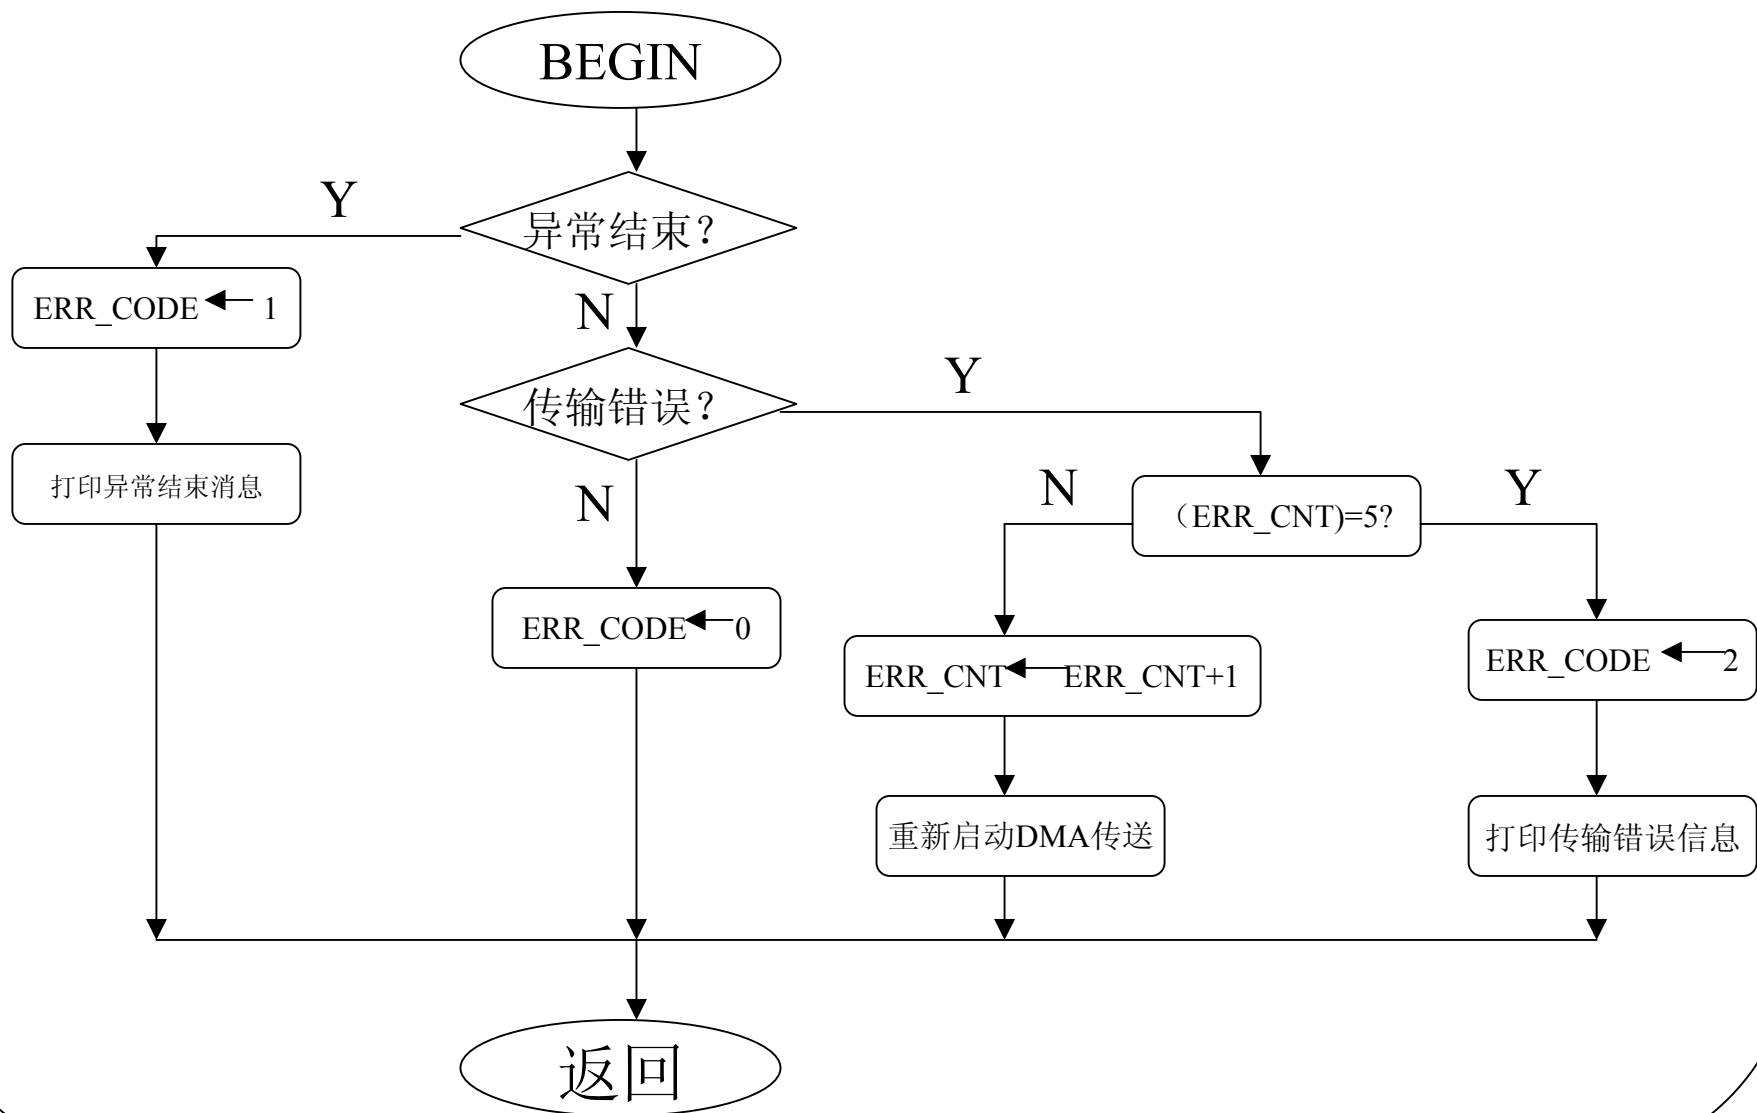 BEGIN
Y
异常结束？
ERR_CODE 1
N
传输错误？
Y
打印异常结束消息
N
N
（ERR_CNT)=5?
Y
ERR_CODE 0
ERR_CNT ERR_CNT+1
ERR_CODE 2
重新启动DMA传送
打印传输错误信息
返回